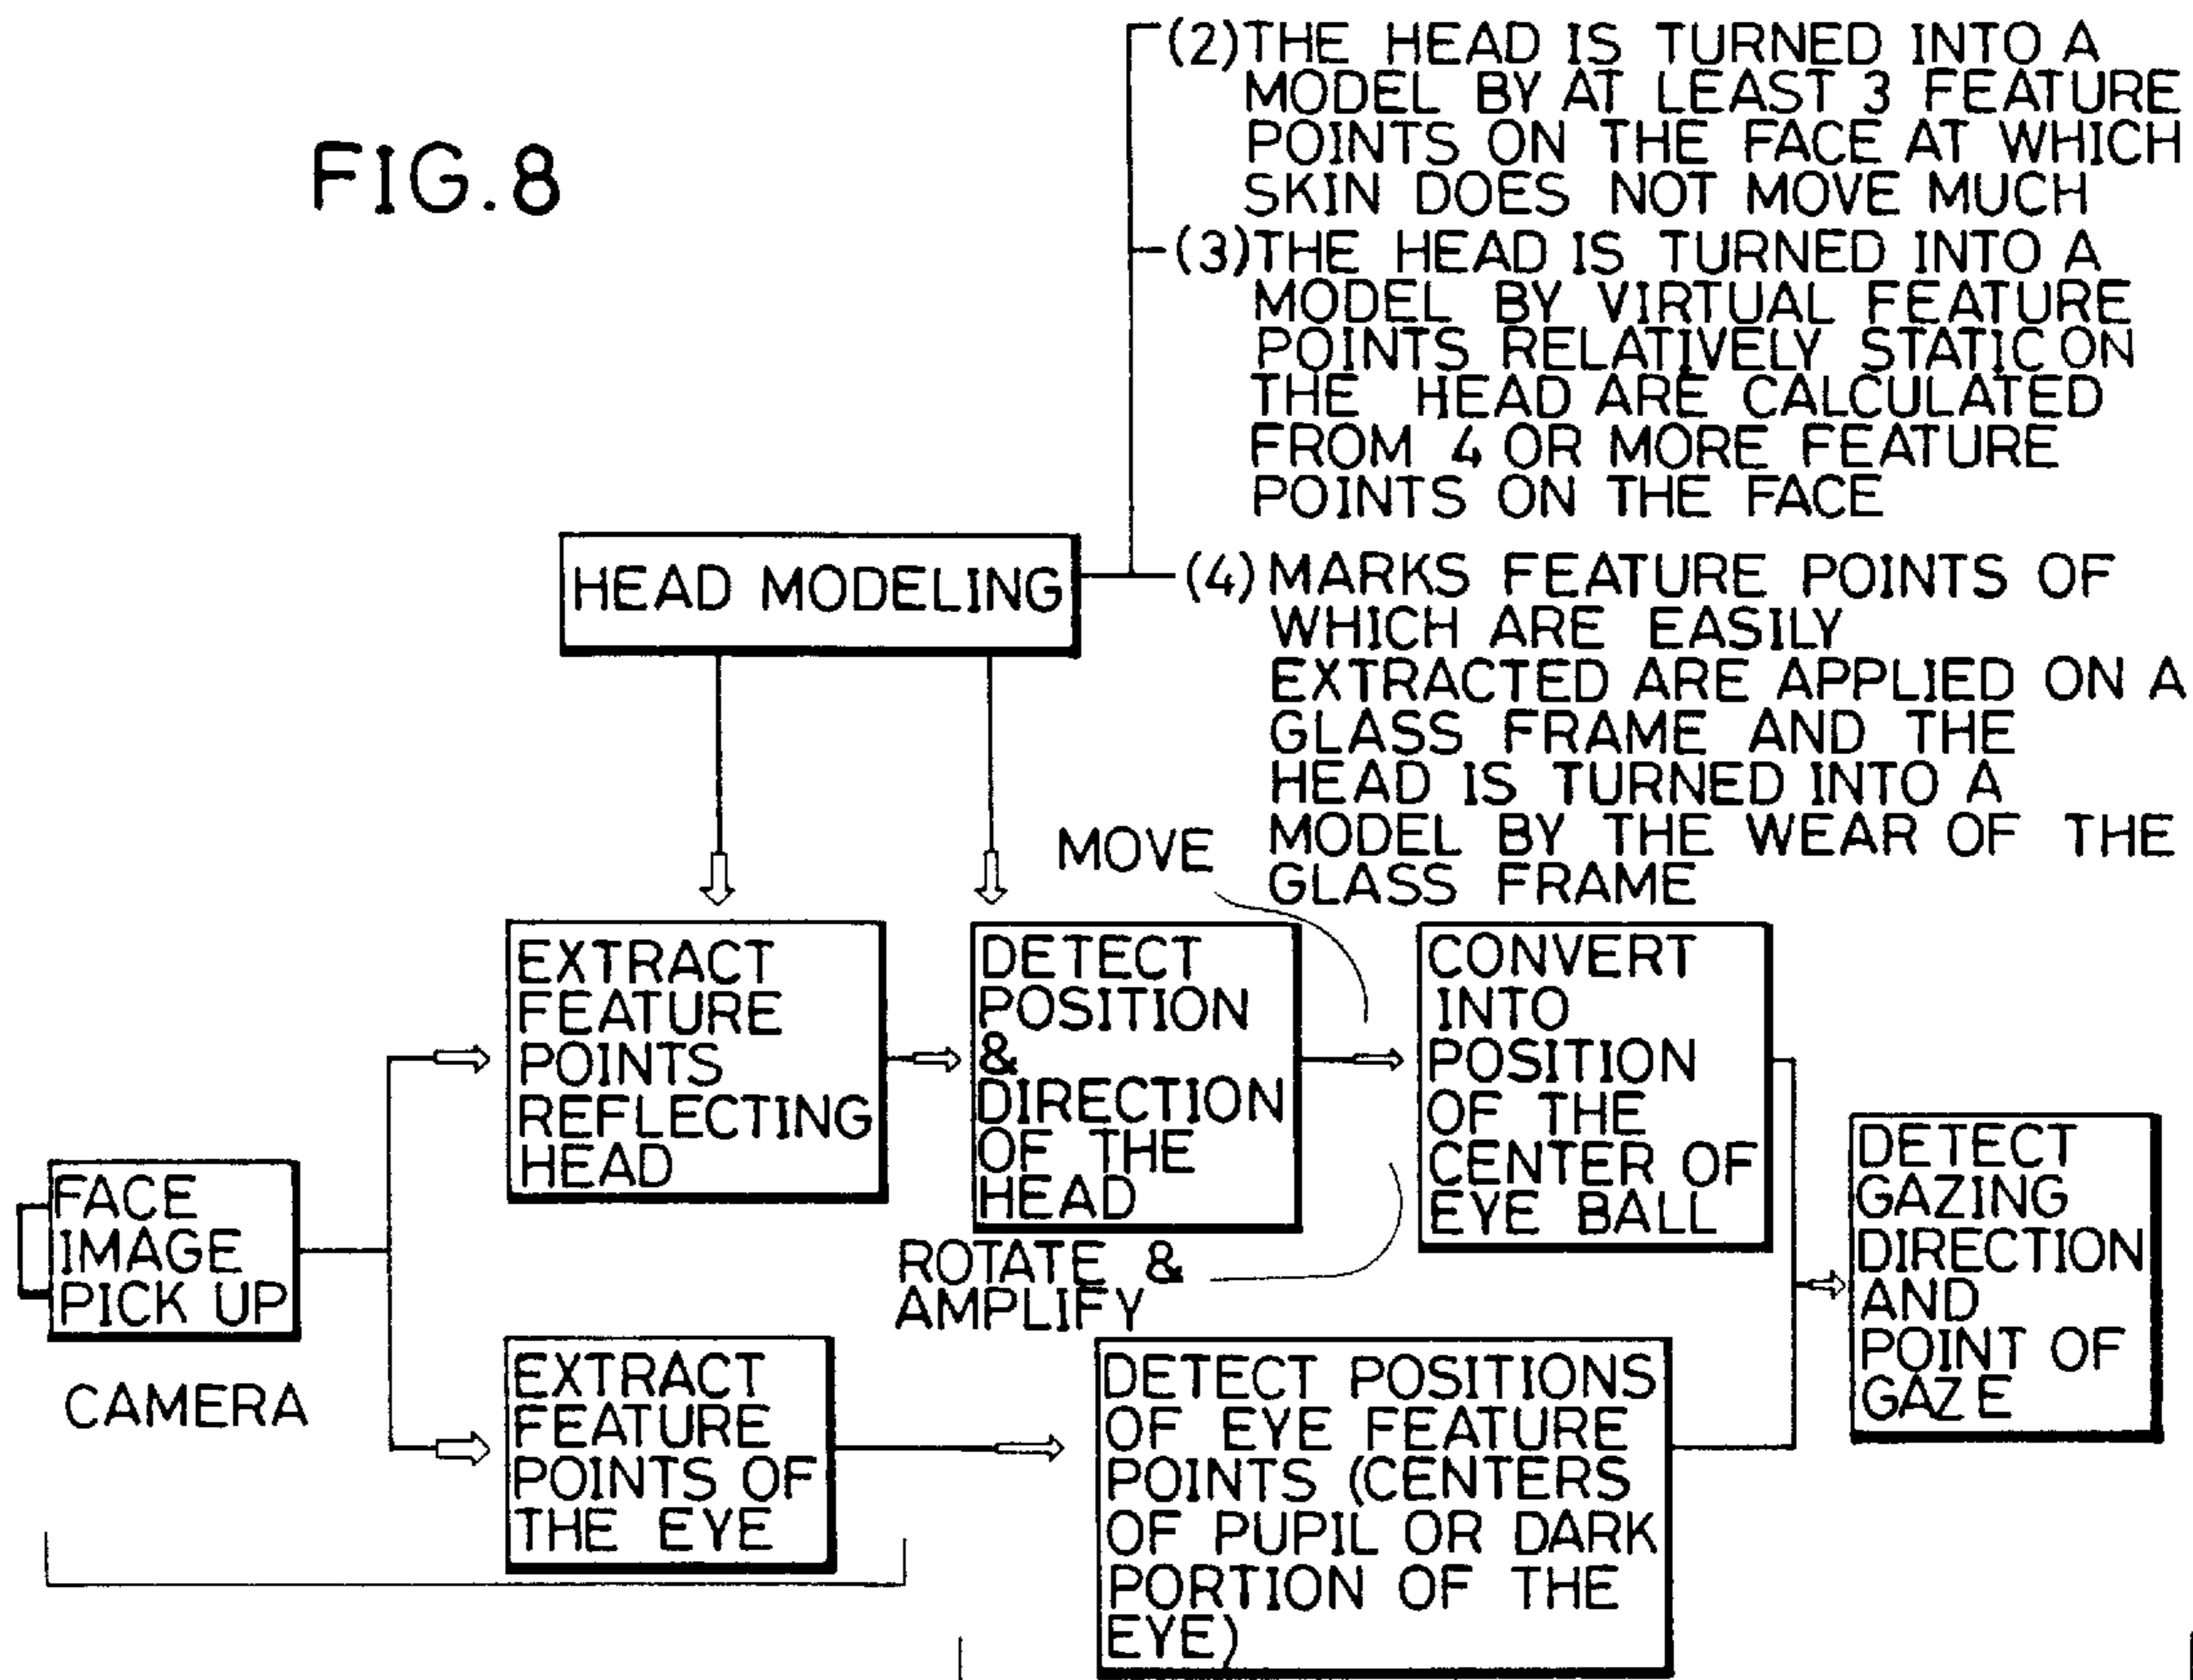 FIG.8
(2)THE HEAD IS TURNED INTO A
MODEL BY AT LEAST 3 FEATURE
POINTS ON THE FACE AT WHICH
SKIN DOES NOT MOVE MUCH
(3)THE HEAD IS TURNED INTO A
MODEL BY VIRTUAL FEATURE
POINTS RELATIVELY STATIC ON
THE HEAD ARE CALCULATED
FROM 4 OR MORE FEATURE
POINTS ON THE FACE
HEAD MODELING
(4) MARKS FEATURE POINTS OF
WHICH ARE EASILY
EXTRACTED ARE APPLIED ON A
GLASS FRAME AND THE
HEAD IS TURNED INTO A
MODEL BY THE WEAR OF THE
GLASS FRAME
MOVE
EXTRACT
FEATURE
POINTS
REFLECTING
HEAD
DETECT
POSITION
&
DIRECTION
OF THE
HEAD
CONVERT
INTO
POSITION
OF THE
CENTER OF
EYE BALL
FACE
IMAGE
PICK UP
CAMERA
ROTATE &
AMPLIFY
DETECT
GAZING
DIRECTION
AND
POINT OF
GAZE
EXTRACT
FEATURE
POINTS OF
THE EYE
DETECT POSITIONS
OF EYE FEATURE
POINTS (CENTERS
OF PUPIL OR DARK
PORTION OF THE
EYE)